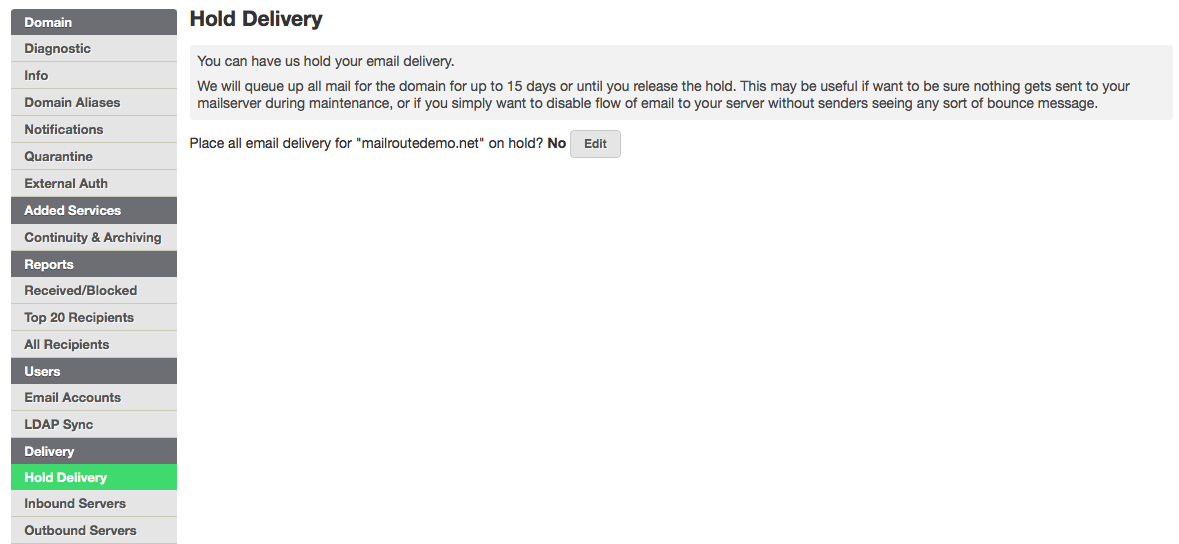 Domain
Diagnostic
Info
Domain Aliases
Notifications
Quarantine
External Auth
Added Services
Continuity & Archiving
Reports
Received/Blocked
Top 20 Recipients
All Recipients
Users
Email Accounts
LDAP Sync
Delivery
Hold Delivery
Inbound Servers
Outbound Servers
Hold Delivery
You can have us hold your email delivery.
We will queue up all mail for the domain for up to 15 days or until you release the hold. This may be useful if want to be sure nothing gets sent to your
mailserver during maintenance, or if you simply want to disable flow of email to your server without senders seeing any sort of bounce message.
Place all email delivery for "mailroutedemo.net" on hold? No Edit